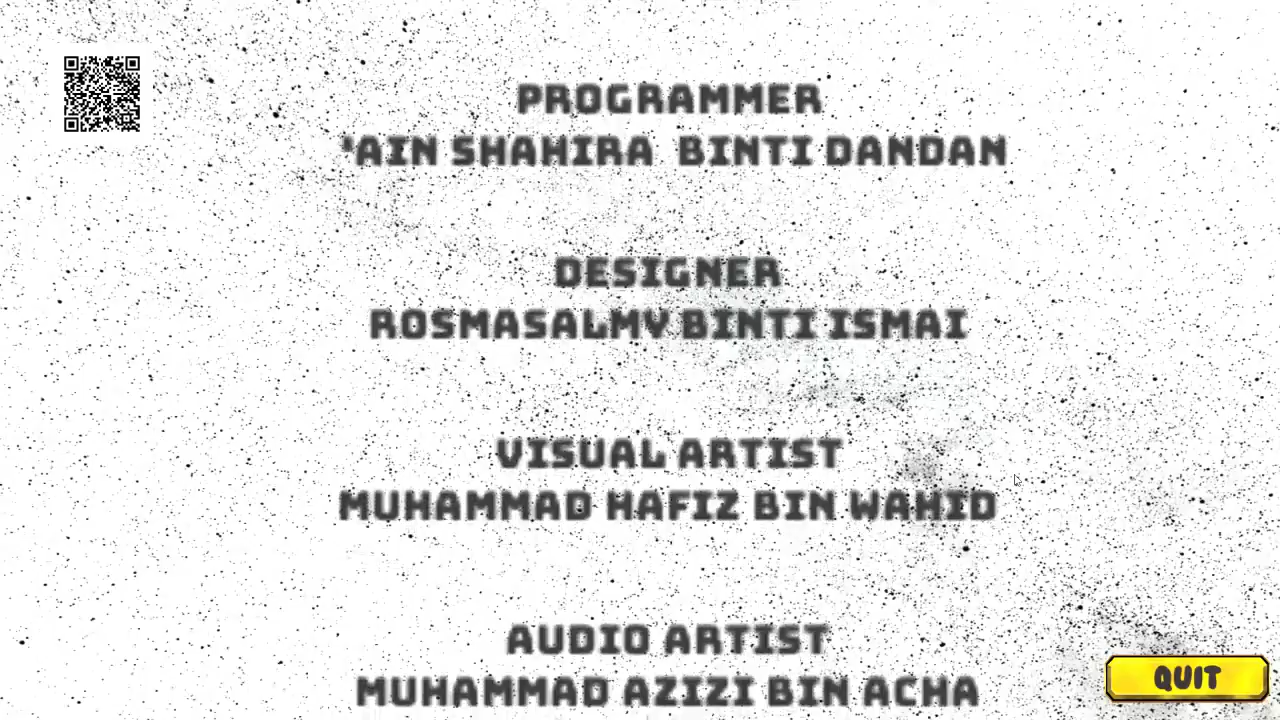 PROGRAMMER
'AIN SHAHIRA BINTI DANDAN
DESIGNER
ROSMASALMY BINTI ISMAI
VISUAL ARTIST
MUHAMMAD HAFIZ BIN WAHID
AUDIO ARTIST
MUHAMMAD AZIZI BIN ACHA
QUIT